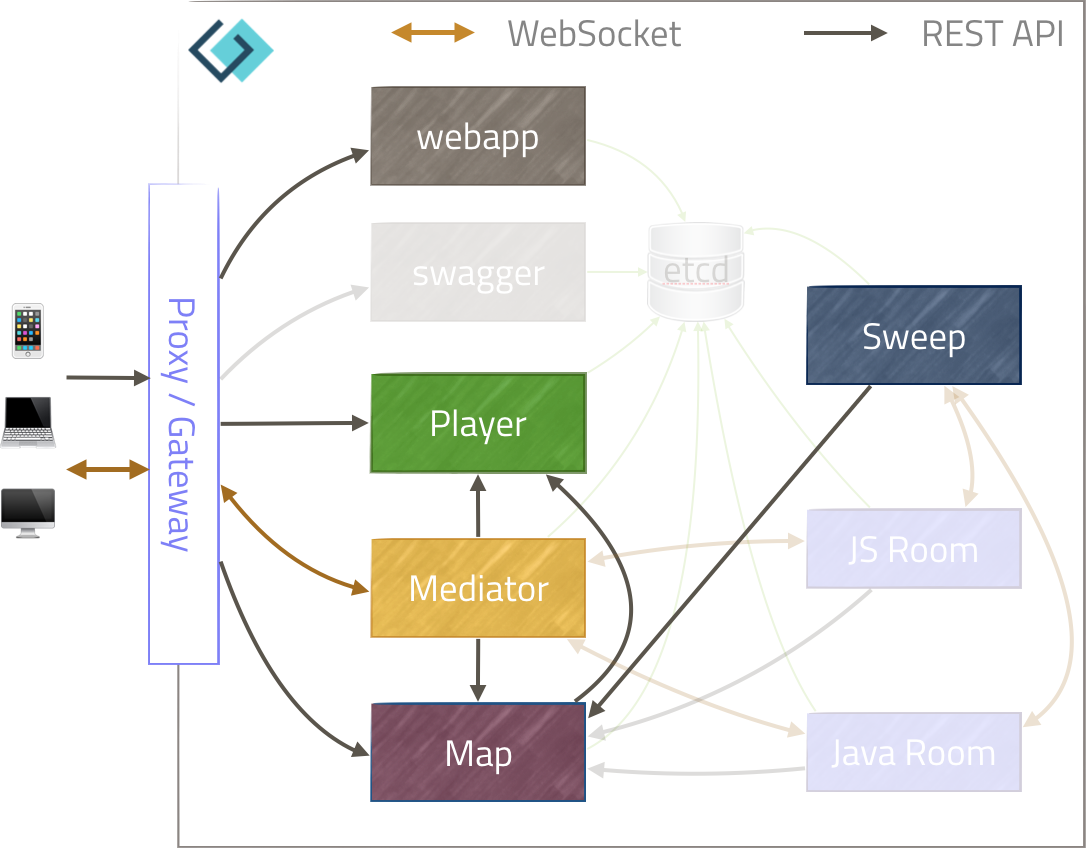 WebSocket
REST API
webapp
swagger
etcd
Sweep
Proxy / Gateway
Player
JS Room
Mediator
Map
Java Room